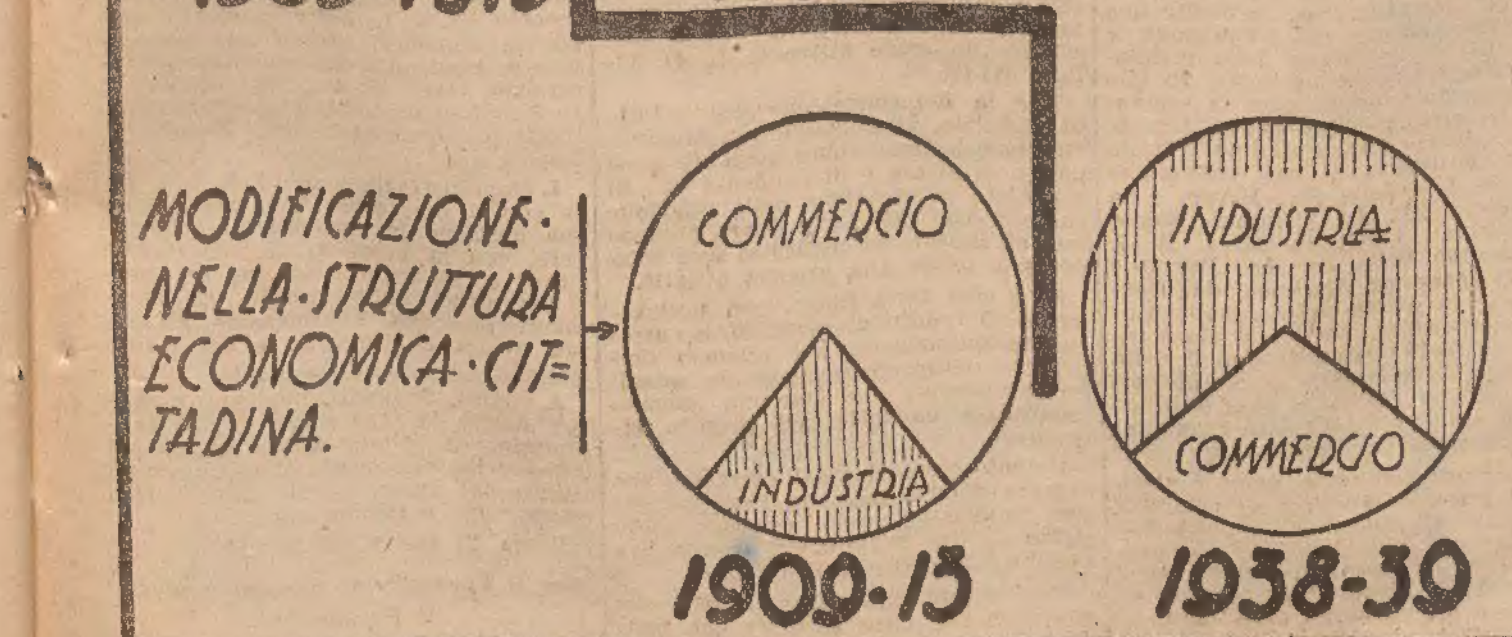 MODIFICAZIONE·
NELLA·STRUTTURA
ECONOMICA·CIT=
TADINA.
COMMERCIO
INDUSTRIA
1909·13
INDUSTRIA
COMMERCIO
1938-39